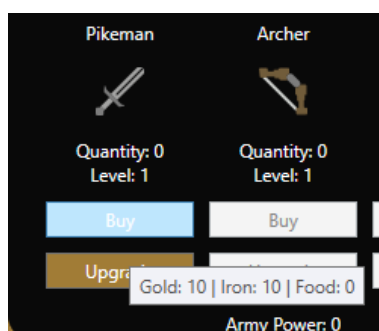 Pikeman Archer
Quantity: 0 Quantity: 0
Level: 1 Level: 1
Buy Buy
Gold: 10 | Iron: 10 | Food: 0
Army Power: 0